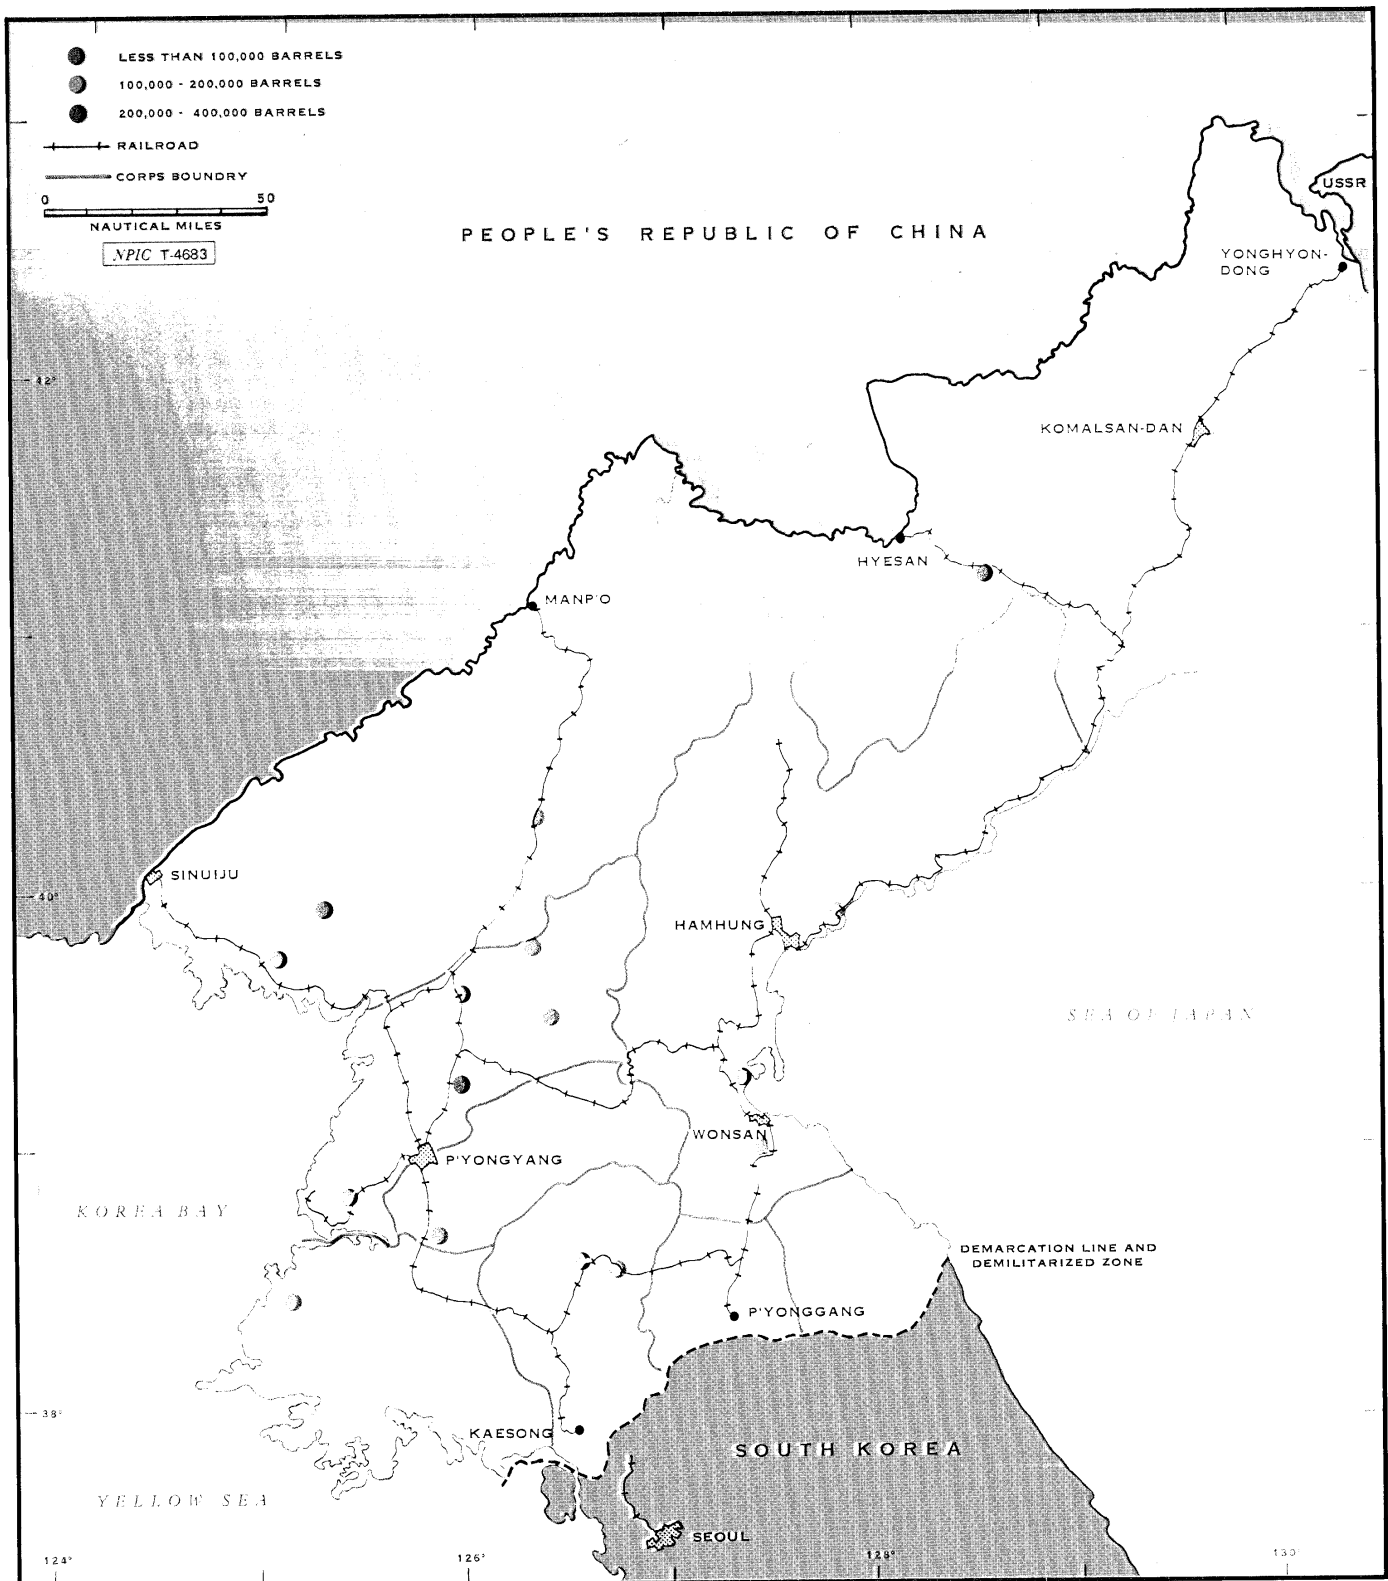 LESS THAN 100,000 BARRELS
100,000 - 200,000 BARRELS
200,000 - 400,000 BARRELS
RAILROAD
CORPS BOUNDRY
0 50
NAUTICAL MILES
NPIC T-4683
PEOPLE'S REPUBLIC OF CHINA
USSR
YONGHYON-
DONG
42°
KOMALSAN-DAN
HYESAN
MANP'O
SINUIJU
40°
HAMHUNG
SEA OF JAPAN
WONSAN
P'YONGYANG
KOREA BAY
DEMARCATION LINE AND
DEMILITARIZED ZONE
P'YONGGANG
38°
KAESONG
SOUTH KOREA
YELLOW SEA
SEOUL
124° 126° 128° 130°